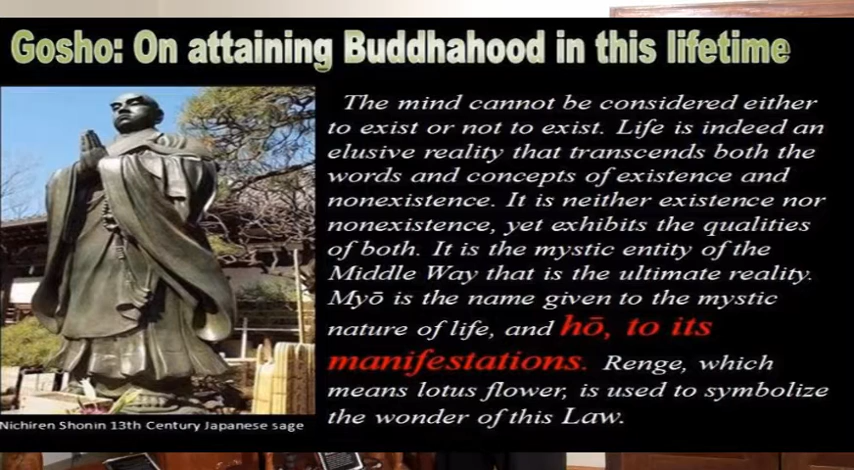 Gosho: On attaining Buddhahood in this lifetime
The mind cannot be considered either
to exist or not to exist. Life is indeed an
elusive reality that transcends both the
words and concepts of existence and
nonexistence. It is neither existence nor
nonexistence, yet exhibits the qualities
of both. It is the mystic entity of the
Middle Way that is the ultimate reality.
Myō is the name given to the mystic
nature of life, and hō, to its
manifestations. Renge, which
means lotus flower, is used to symbolize
the wonder of this Law.
Nichiren Shonin 13th Century Japanese sage